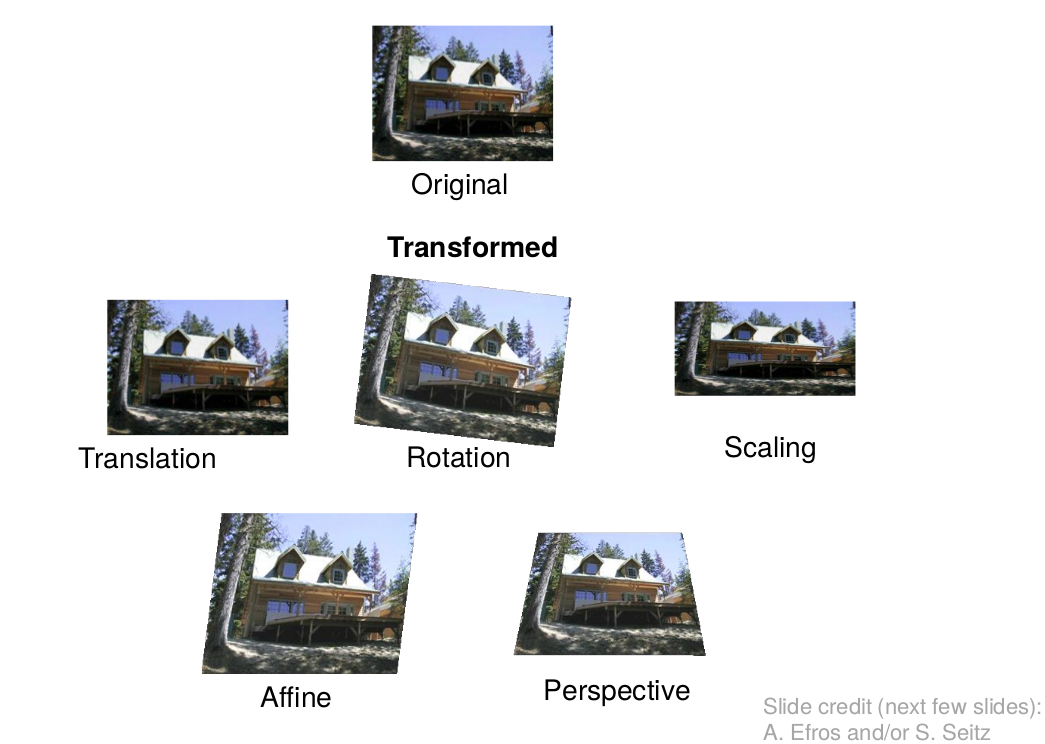 Original
Transformed
Translation
Rotation
Scaling
Affine
Perspective
Slide credit (next few slides):
A. Efros and/or S. Seitz